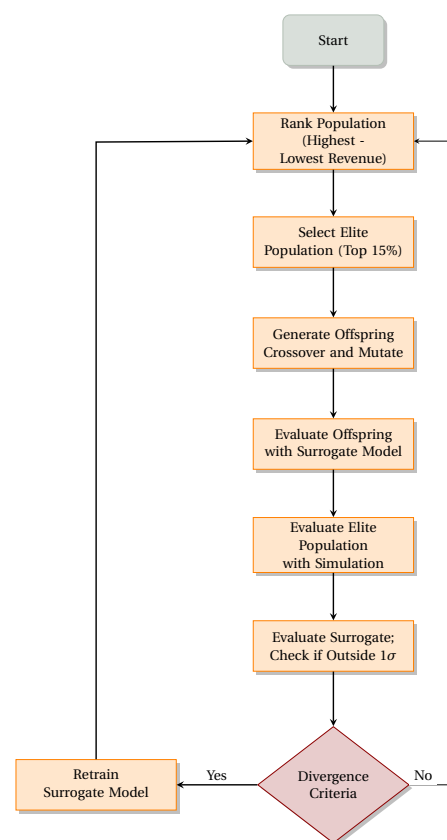 Start
Rank Population
(Highest -
Lowest Revenue)
Select Elite
Population (Top 15%)
Generate Offspring
Crossover and Mutate
Evaluate Offspring
with Surrogate Model
Evaluate Elite
Population
with Simulation
Evaluate Surrogate;
Check if Outside 1σ
Divergence
Criteria
Yes
No
Retrain
Surrogate Model